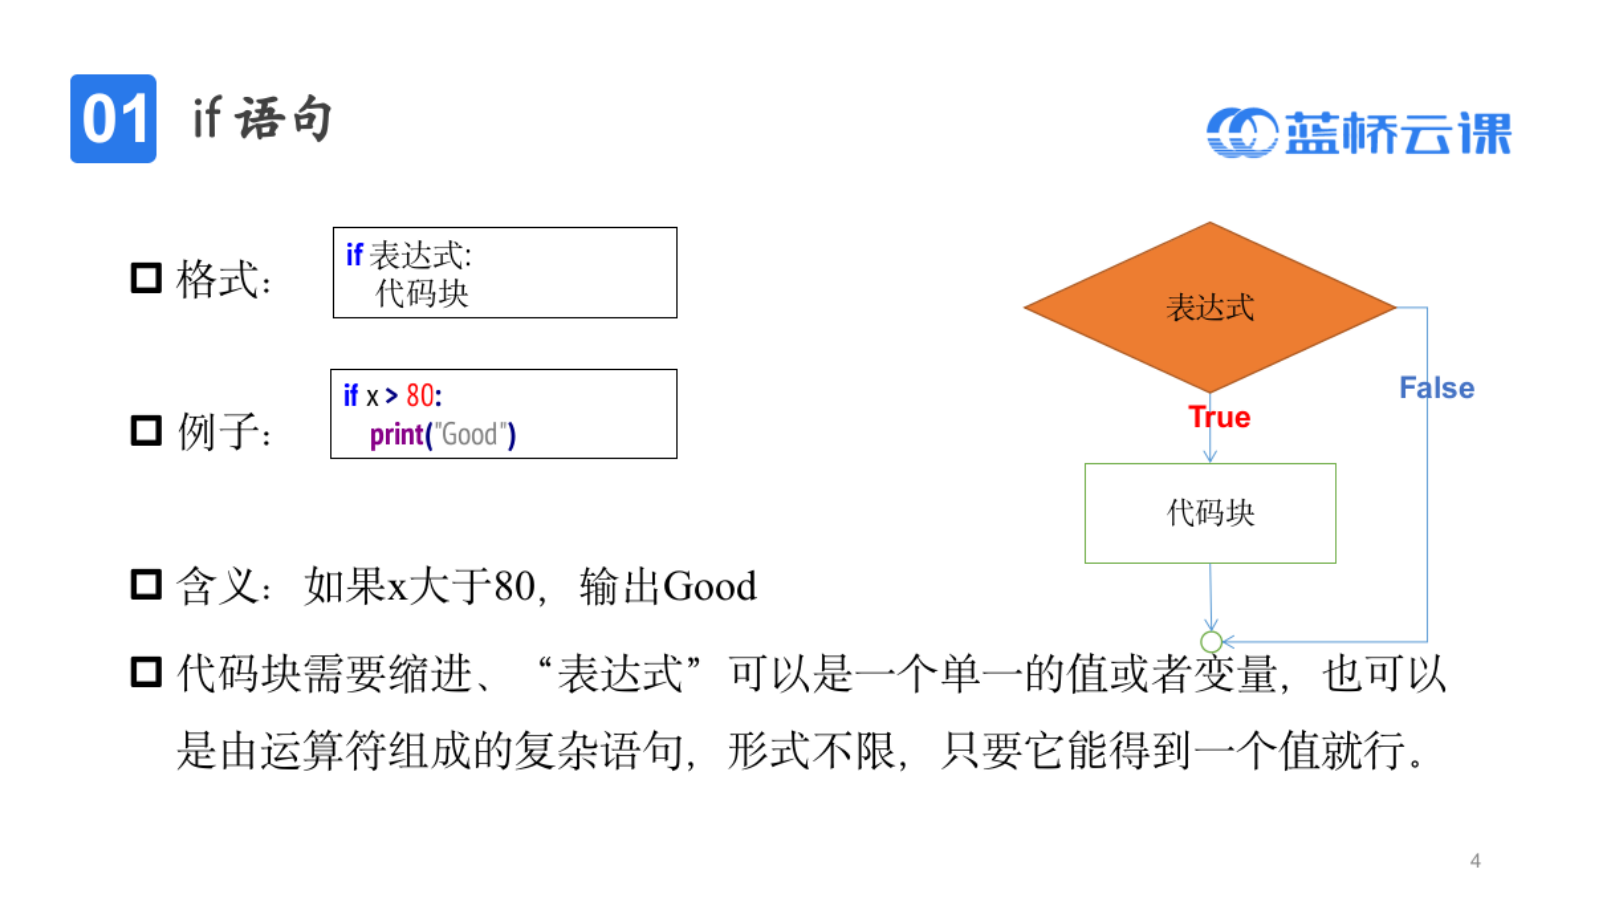 01 if 语句
蓝桥云课
格式：
if 表达式:
代码块
例子：
if x > 80:
print("Good")
含义：如果x大于80，输出Good
代码块需要缩进、“表达式”可以是一个单一的值或者变量，也可以
是由运算符组成的复杂语句，形式不限，只要它能得到一个值就行。
表达式
True
False
代码块
4